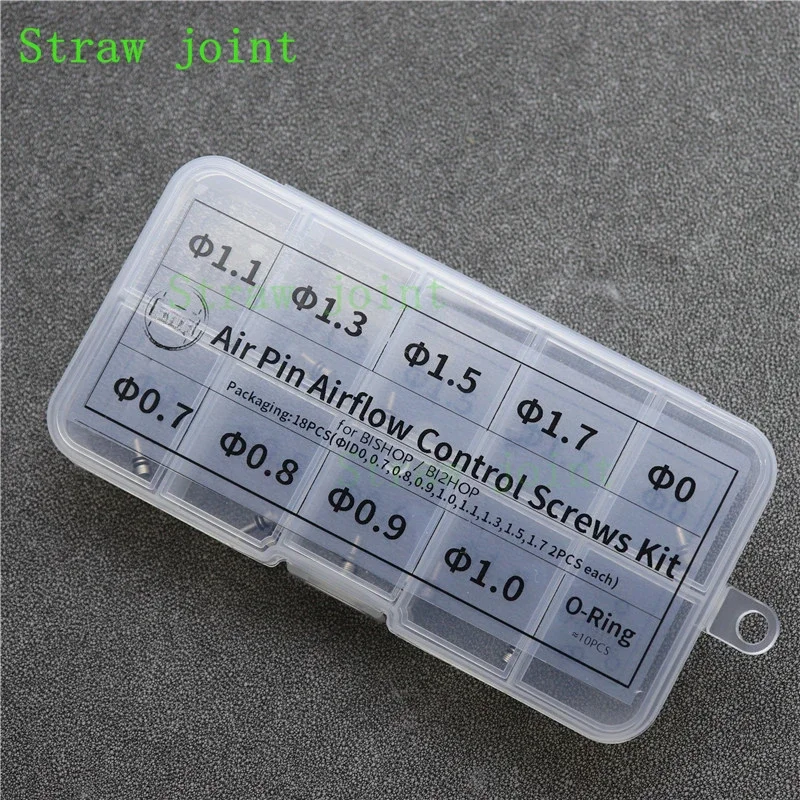 Straw joint
Φ1.1
Φ1.3
Φ1.5
Φ1.7
Φ0
Straw joint
Air Pin Airflow Control Screws Kit
for BISHOP / BI2HOP
Packaging:18PCS(ΦID0,0.7,0.8,0.9,1.0,1.1,1.3,1.5,1.7 2PCS each)
Φ0.7
Φ0.8
Φ0.9
Φ1.0
O-Ring
≈10PCS